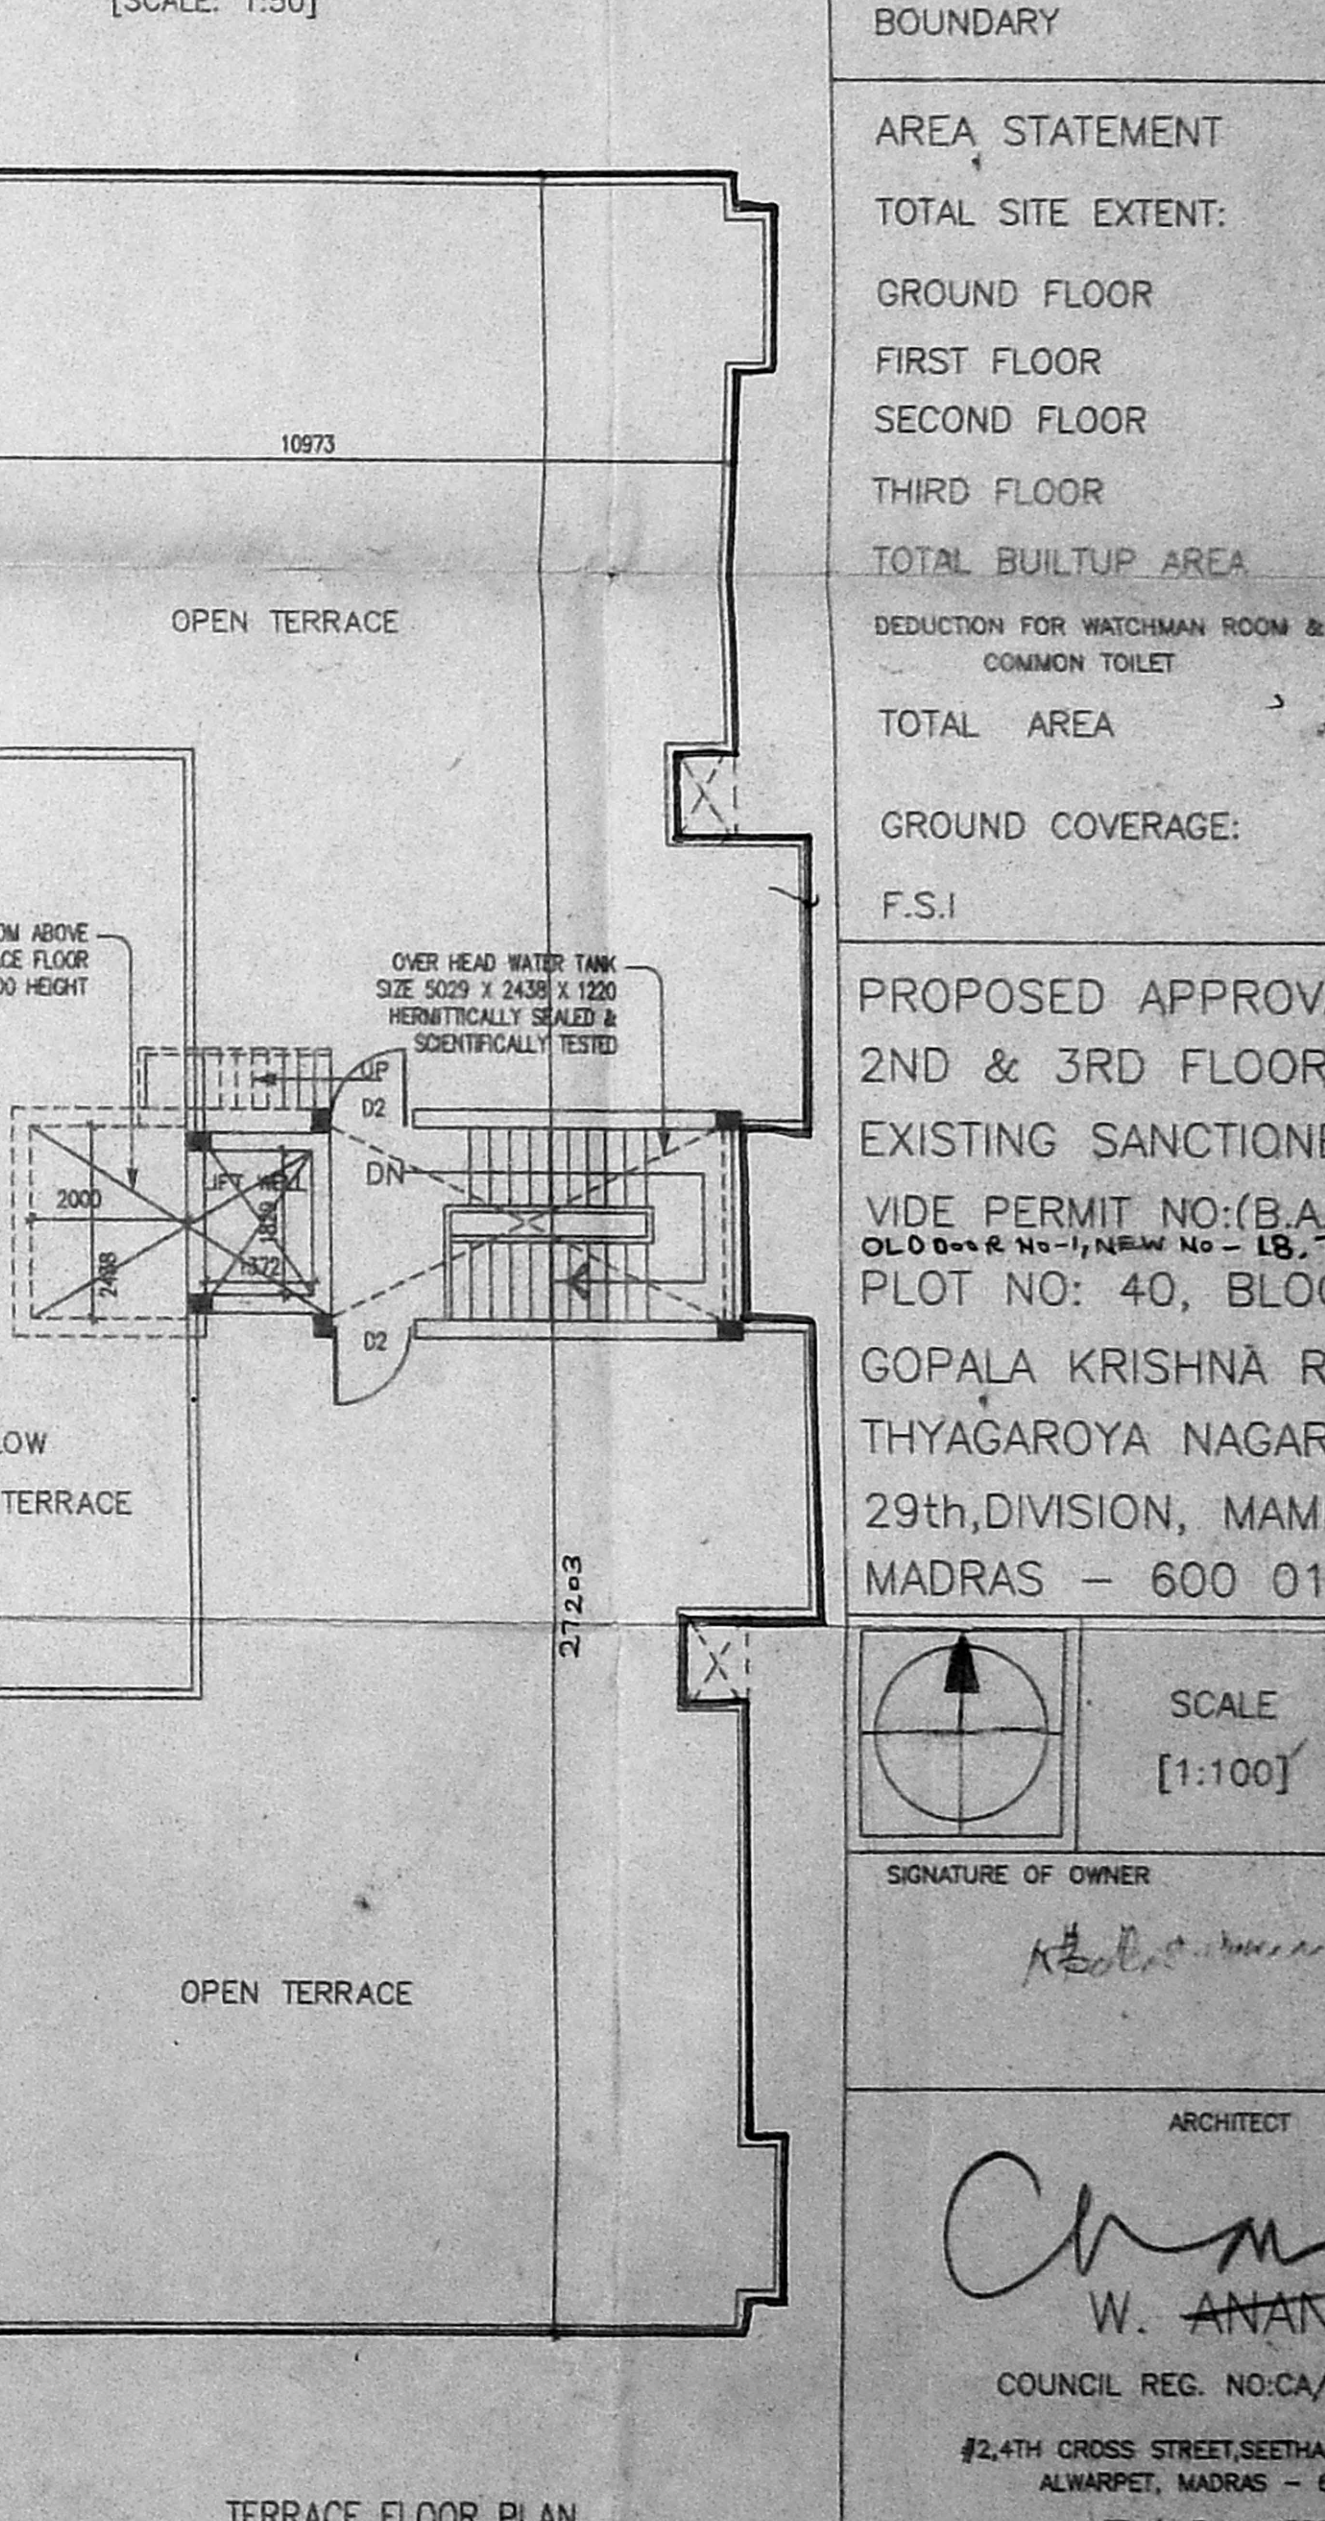 [SCALE: 1:50]
10973
OPEN TERRACE
OM ABOVE
CE FLOOR
00 HEIGHT
OVER HEAD WATER TANK
SIZE 5029 X 2438 X 1220
HERMITTICALLY SEALED &
SCIENTIFICALLY TESTED
UP
D2
DN
LIFT WELL
2000
2438
1829
1372
D2
LOW
TERRACE
27203
OPEN TERRACE
TERRACE FLOOR PLAN
BOUNDARY
AREA STATEMENT
TOTAL SITE EXTENT:
GROUND FLOOR
FIRST FLOOR
SECOND FLOOR
THIRD FLOOR
TOTAL BUILTUP AREA
DEDUCTION FOR WATCHMAN ROOM &
COMMON TOILET
TOTAL AREA
GROUND COVERAGE:
F.S.I
PROPOSED APPROV
2ND & 3RD FLOOR
EXISTING SANCTIONE
VIDE PERMIT NO:(B.A
OLD DOOR No-1, NEW No - 18.
PLOT NO: 40, BLOC
GOPALA KRISHNA R
THYAGAROYA NAGAR
29th,DIVISION, MAM
MADRAS - 600 01
SCALE
[1:100]
SIGNATURE OF OWNER
ARCHITECT
W. ANAN
COUNCIL REG. NO:CA/
#2,4TH CROSS STREET,SEETHA
ALWARPET, MADRAS - 6